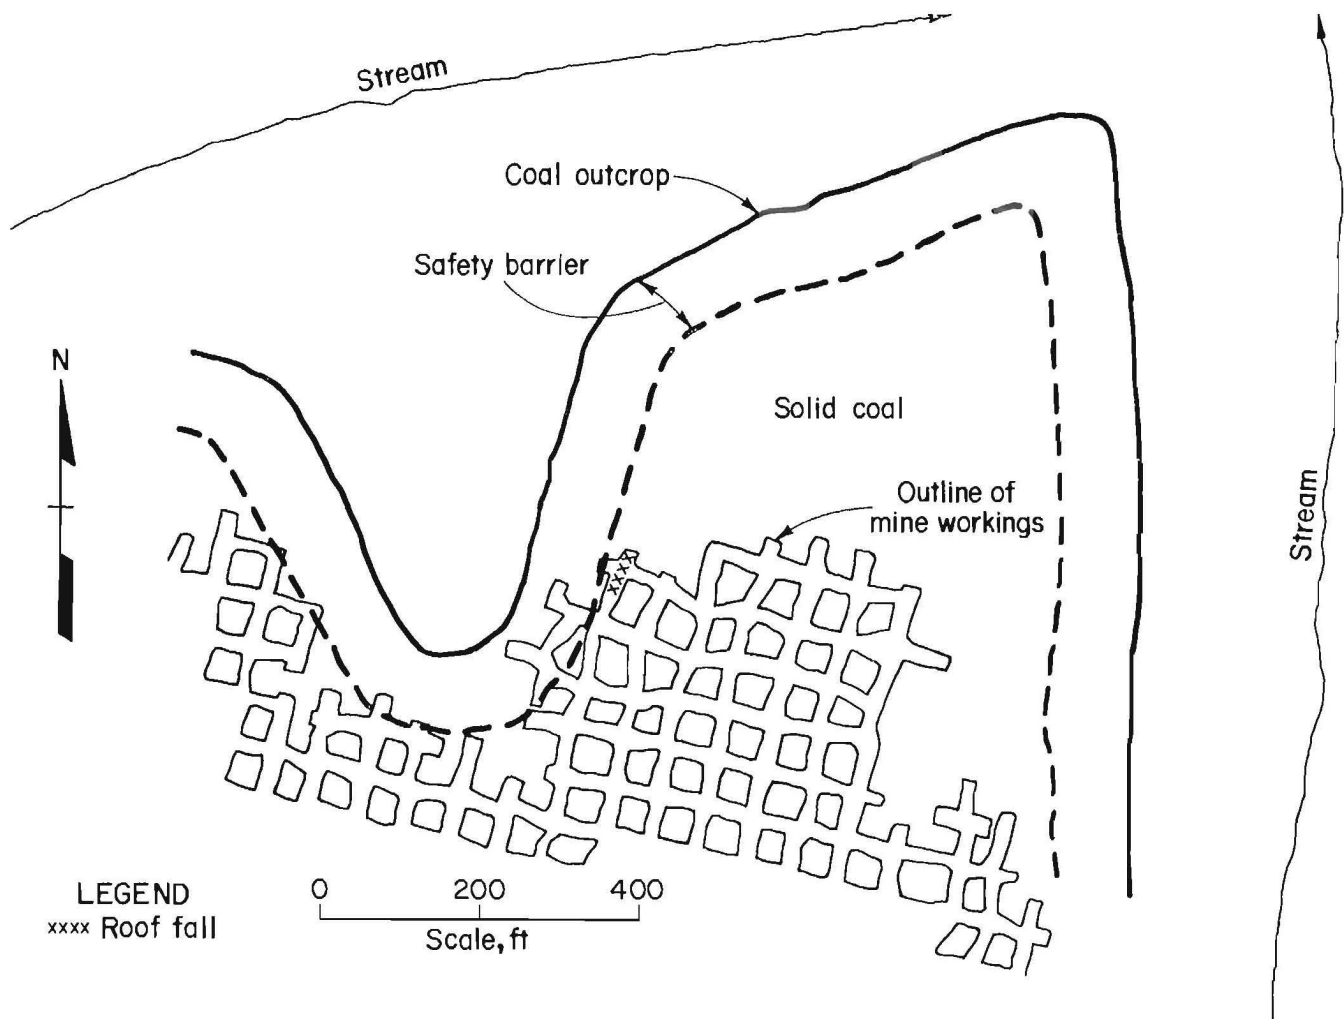 Stream
Coal outcrop
Safety barrier
N
Solid coal
Outline of
mine workings
Stream
xxxx
LEGEND
xxxx Roof fall
0 200 400
Scale, ft